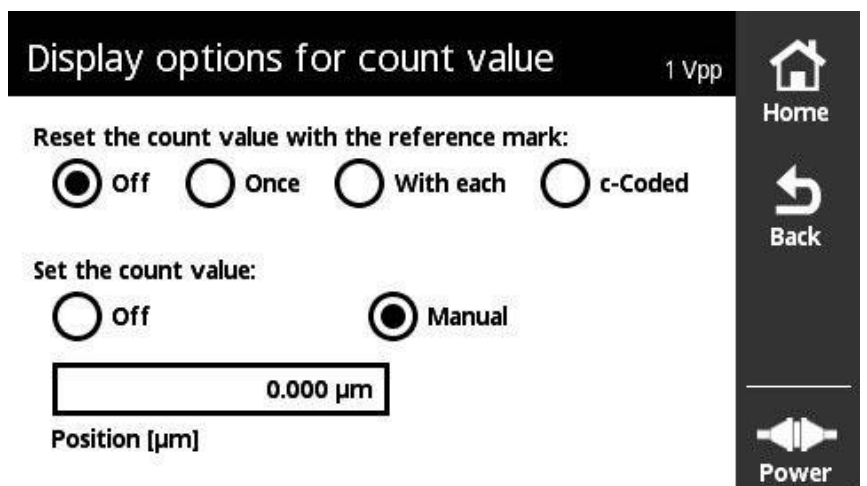 Display options for count value 1 Vpp
Home
Reset the count value with the reference mark:
Off Once With each c-Coded
Back
Set the count value:
Off Manual
0.000 µm
Position [µm]
Power